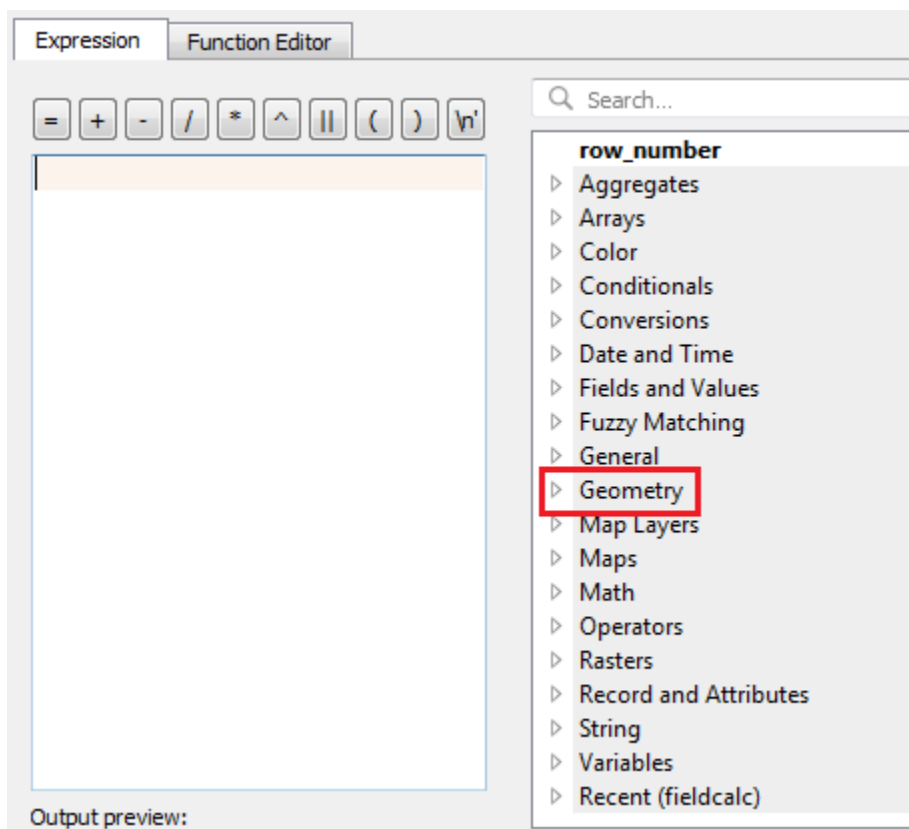 Expression
Function Editor
= + - / * ^ || ( ) \n'
Search...
row_number
Aggregates
Arrays
Color
Conditionals
Conversions
Date and Time
Fields and Values
Fuzzy Matching
General
Geometry
Map Layers
Maps
Math
Operators
Rasters
Record and Attributes
String
Variables
Recent (fieldcalc)
Output preview: